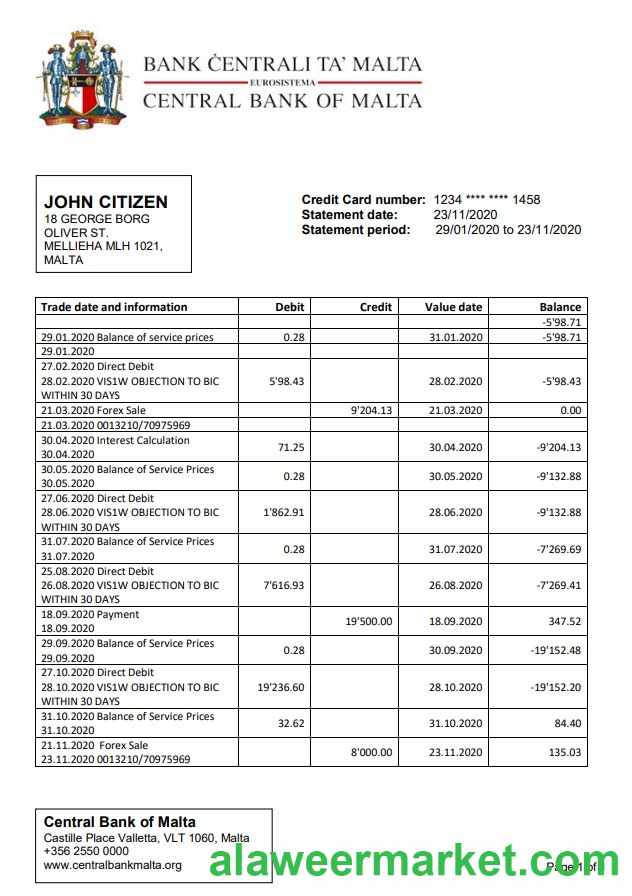 BANK ĊENTRALI TA' MALTA
EUROSISTEMA
CENTRAL BANK OF MALTA
JOHN CITIZEN
18 GEORGE BORG
OLIVER ST.
MELLIEHA MLH 1021,
MALTA
Credit Card number: 1234 **** **** 1458
Statement date: 23/11/2020
Statement period: 29/01/2020 to 23/11/2020
Trade date and information Debit Credit Value date Balance
-5'98.71
29.01.2020 Balance of service prices 0.28 31.01.2020 -5'98.71
29.01.2020
27.02.2020 Direct Debit
28.02.2020 VIS1W OBJECTION TO BIC 5'98.43 28.02.2020 -5'98.43
WITHIN 30 DAYS
21.03.2020 Forex Sale 9'204.13 21.03.2020 0.00
21.03.2020 0013210/70975969
30.04.2020 Interest Calculation
30.04.2020 71.25 30.04.2020 -9'204.13
30.05.2020 Balance of Service Prices
30.05.2020 0.28 30.05.2020 -9'132.88
27.06.2020 Direct Debit
28.06.2020 VIS1W OBJECTION TO BIC 1'862.91 28.06.2020 -9'132.88
WITHIN 30 DAYS
31.07.2020 Balance of Service Prices
31.07.2020 0.28 31.07.2020 -7'269.69
25.08.2020 Direct Debit
26.08.2020 VIS1W OBJECTION TO BIC 7'616.93 26.08.2020 -7'269.41
WITHIN 30 DAYS
18.09.2020 Payment
18.09.2020 19'500.00 18.09.2020 347.52
29.09.2020 Balance of Service Prices
29.09.2020 0.28 30.09.2020 -19'152.48
27.10.2020 Direct Debit
28.10.2020 VIS1W OBJECTION TO BIC 19'236.60 28.10.2020 -19'152.20
WITHIN 30 DAYS
31.10.2020 Balance of Service Prices
31.10.2020 32.62 31.10.2020 84.40
21.11.2020 Forex Sale
23.11.2020 0013210/70975969 8'000.00 23.11.2020 135.03
Central Bank of Malta
Castille Place Valletta, VLT 1060, Malta
+356 2550 0000
www.centralbankmalta.org
alaweermarket.com
Page 1 of